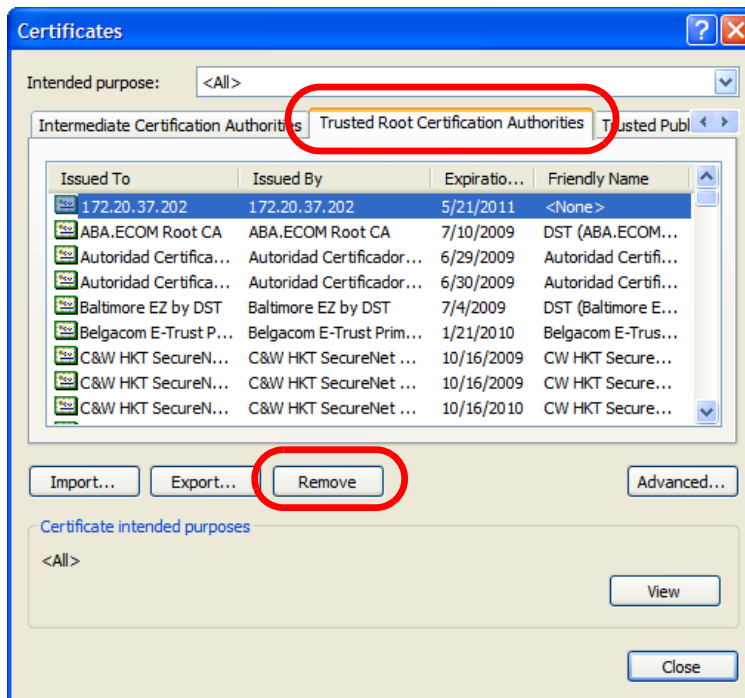 Certificates
Intended purpose: <All>
Intermediate Certification Authorities Trusted Root Certification Authorities Trusted Publ
Issued To Issued By Expiratio... Friendly Name
172.20.37.202 172.20.37.202 5/21/2011 <None>
ABA.ECOM Root CA ABA.ECOM Root CA 7/10/2009 DST (ABA.ECOM...
Autoridad Certifica... Autoridad Certificador... 6/29/2009 Autoridad Certifi...
Autoridad Certifica... Autoridad Certificador... 6/30/2009 Autoridad Certifi...
Baltimore EZ by DST Baltimore EZ by DST 7/4/2009 DST (Baltimore E...
Belgacom E-Trust P... Belgacom E-Trust Prim... 1/21/2010 Belgacom E-Trus...
C&W HKT SecureN... C&W HKT SecureNet ... 10/16/2009 CW HKT Secure...
C&W HKT SecureN... C&W HKT SecureNet ... 10/16/2009 CW HKT Secure...
C&W HKT SecureN... C&W HKT SecureNet ... 10/16/2010 CW HKT Secure...
Import... Export... Remove Advanced...
Certificate intended purposes
<All>
View
Close